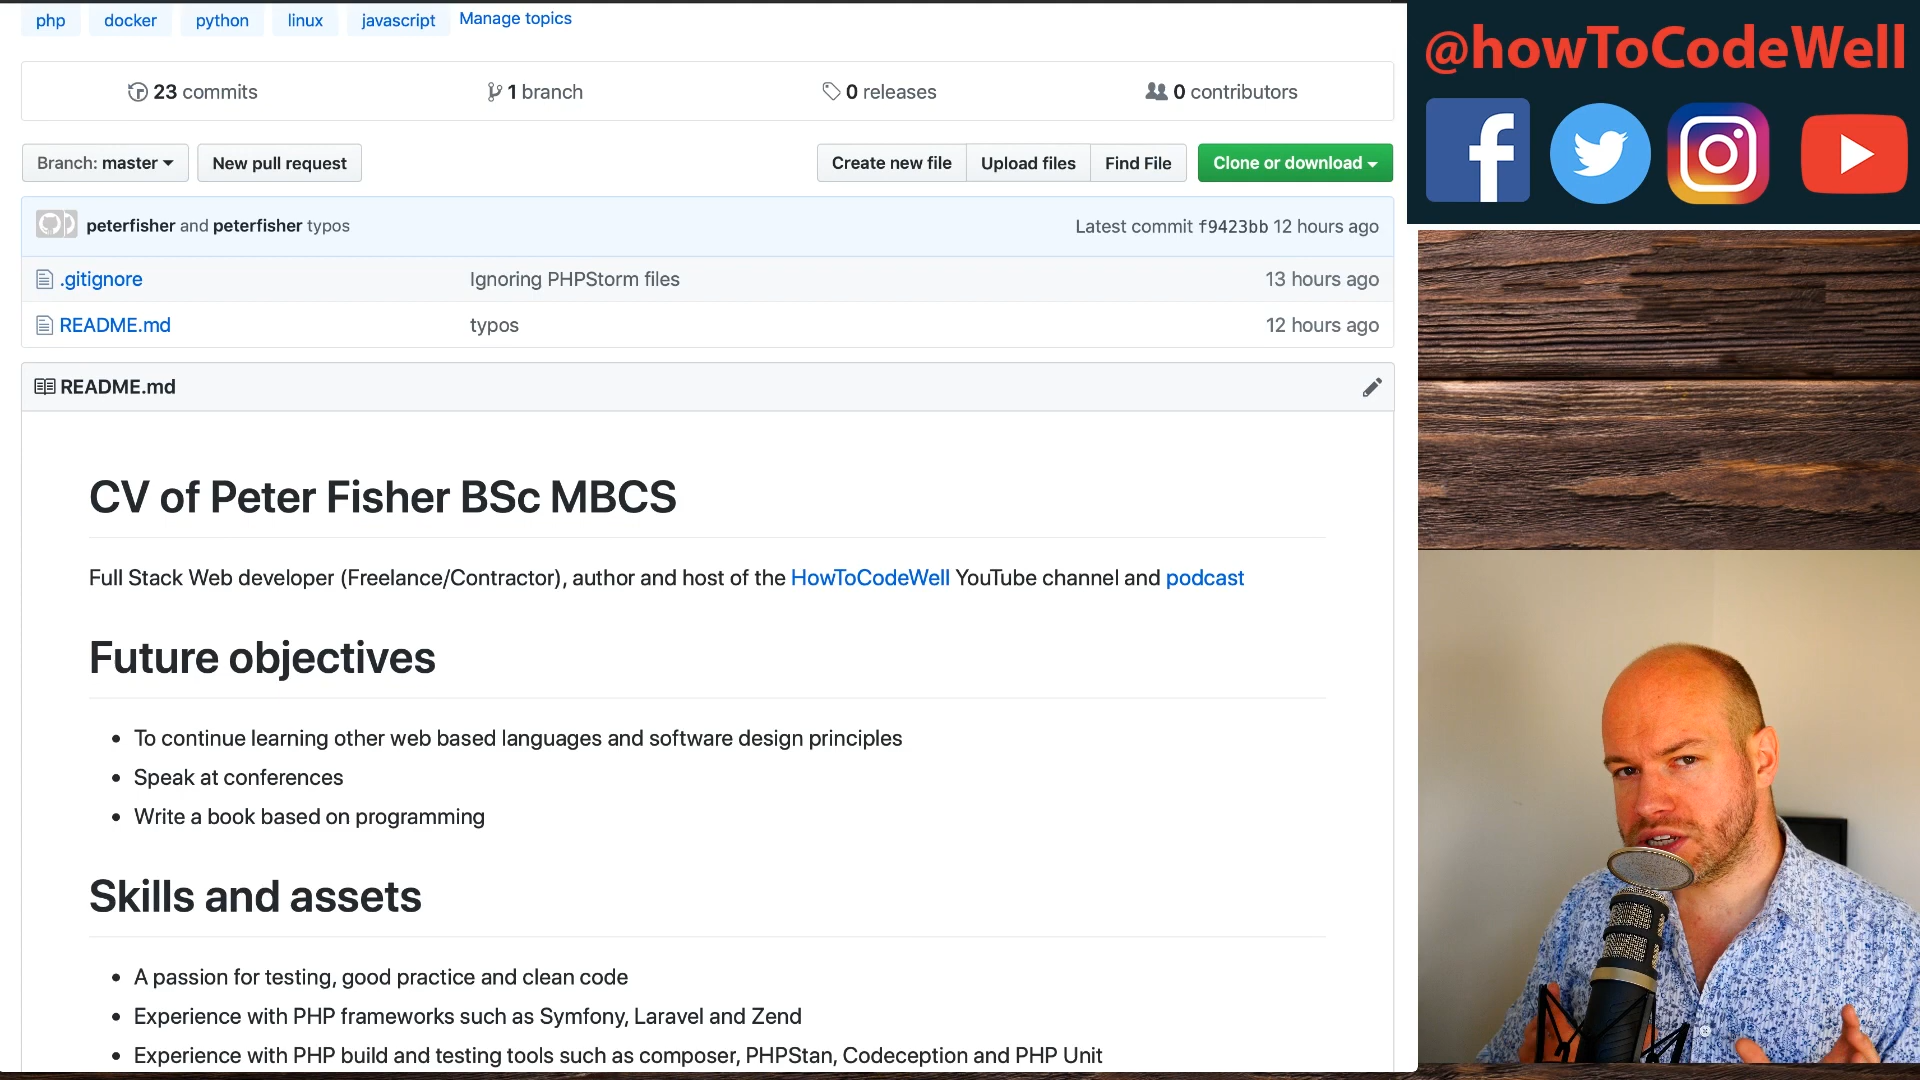 php docker python linux javascript Manage topics
23 commits 1 branch 0 releases 0 contributors
Branch: master New pull request Create new file Upload files Find File Clone or download
peterfisher and peterfisher typos Latest commit f9423bb 12 hours ago
.gitignore Ignoring PHPStorm files 13 hours ago
README.md typos 12 hours ago
README.md
CV of Peter Fisher BSc MBCS
Full Stack Web developer (Freelance/Contractor), author and host of the HowToCodeWell YouTube channel and podcast
Future objectives
To continue learning other web based languages and software design principles
Speak at conferences
Write a book based on programming
Skills and assets
A passion for testing, good practice and clean code
Experience with PHP frameworks such as Symfony, Laravel and Zend
Experience with PHP build and testing tools such as composer, PHPStan, Codeception and PHP Unit
@howToCodeWell